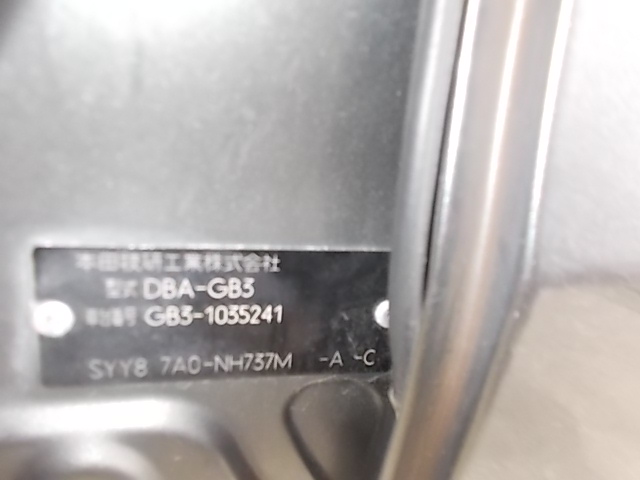 本田技研工業株式会社
型式 DBA-GB3
車台番号 GB3-1035241
SYY8 7A0-NH737M -A -C